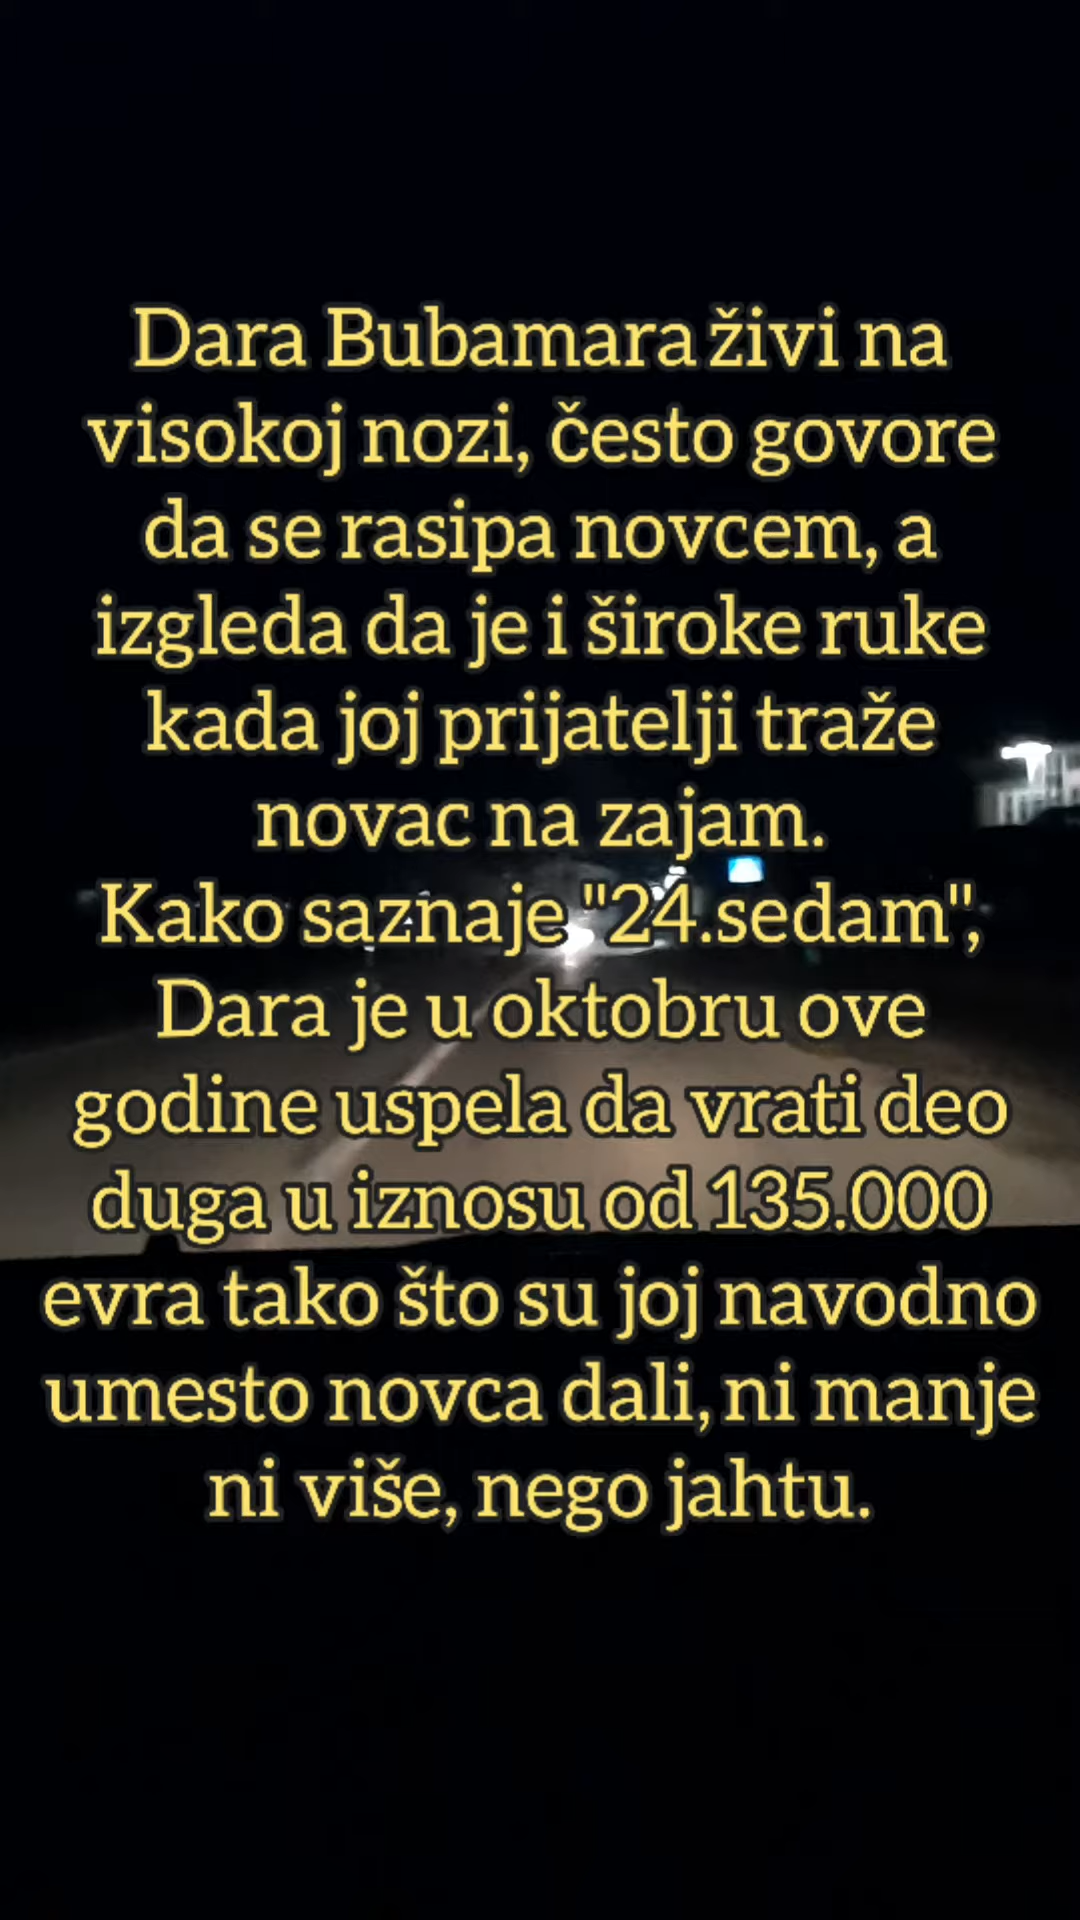 Dara Bubamara živi na
visokoj nozi, često govore
da se rasipa novcem, a
izgleda da je i široke ruke
kada joj prijatelji traže
novac na zajam.
Kako saznaje "24.sedam",
Dara je u oktobru ove
godine uspela da vrati deo
duga u iznosu od 135.000
evra tako što su joj navodno
umesto novca dali, ni manje
ni više, nego jahtu.